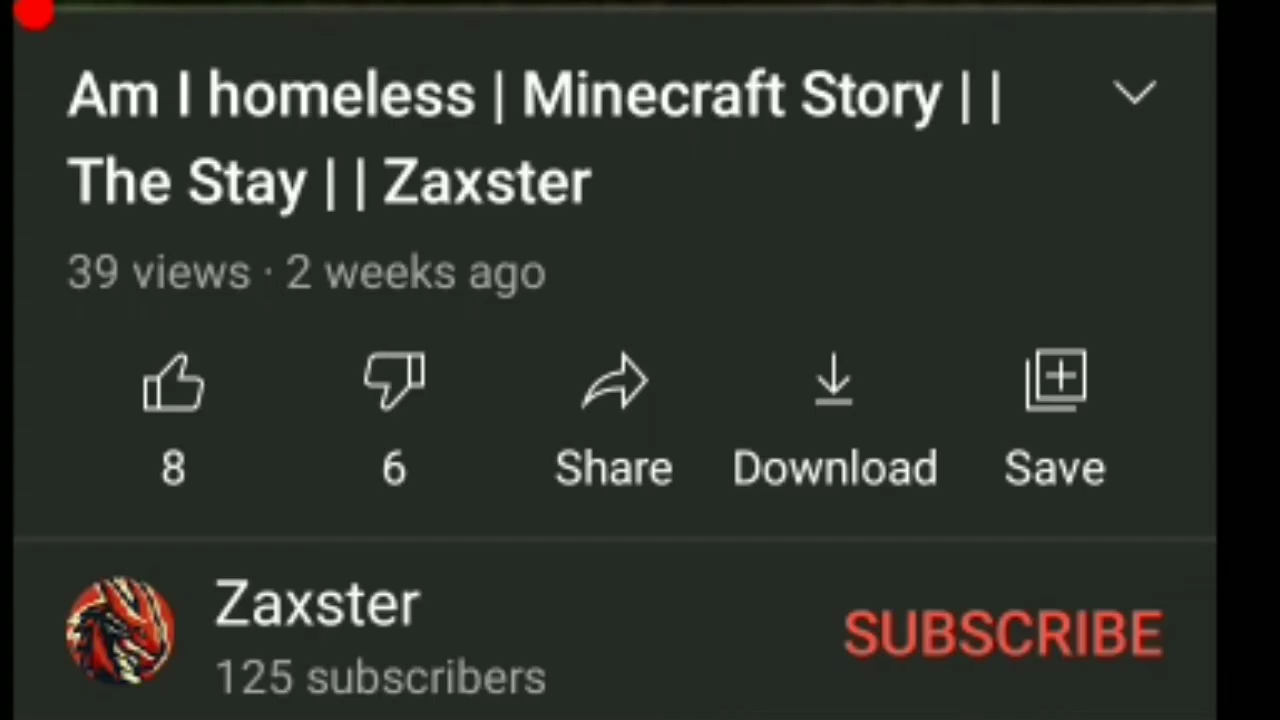 Am I homeless | Minecraft Story | |
The Stay | | Zaxster
39 views · 2 weeks ago
8 6 Share Download Save
Zaxster
SUBSCRIBE
125 subscribers